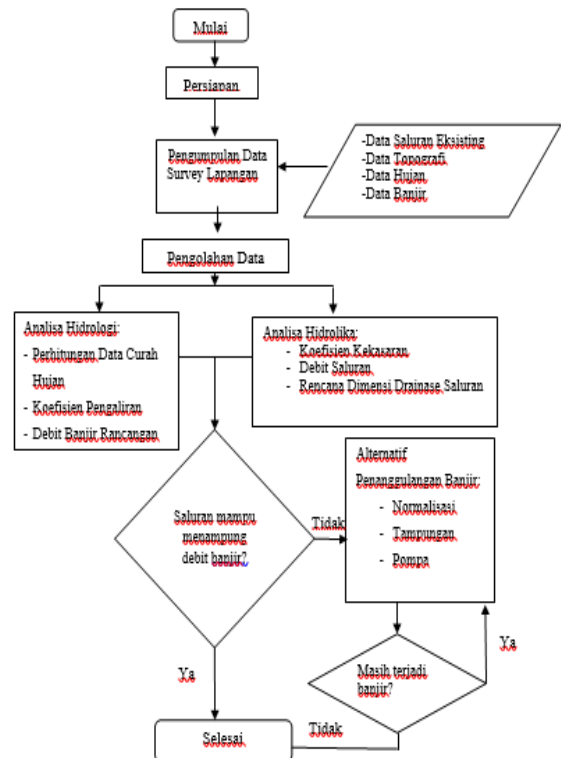 Mulai
Persiapan
Pengumpulan Data
Survey Lapangan
-Data Saluran Eksisting
-Data Topografi
-Data Hujan
-Data Banjir
Pengolahan Data
Analisa Hidrologi:
- Perhitungan Data Curah
Hujan
- Koefisien Pengaliran
- Debit Banjir Rancangan
Analisa Hidrolika:
- Koefisien Kekasaran
- Debit Saluran
- Rencana Dimensi Drainase Saluran
Saluran mampu
menampung
debit banjir?
Tidak
Alternatif
Penanggulangan Banjir:
- Normalisasi
- Tampungan
- Pompa
Ya
Masih terjadi
banjir?
Ya
Tidak
Selesai